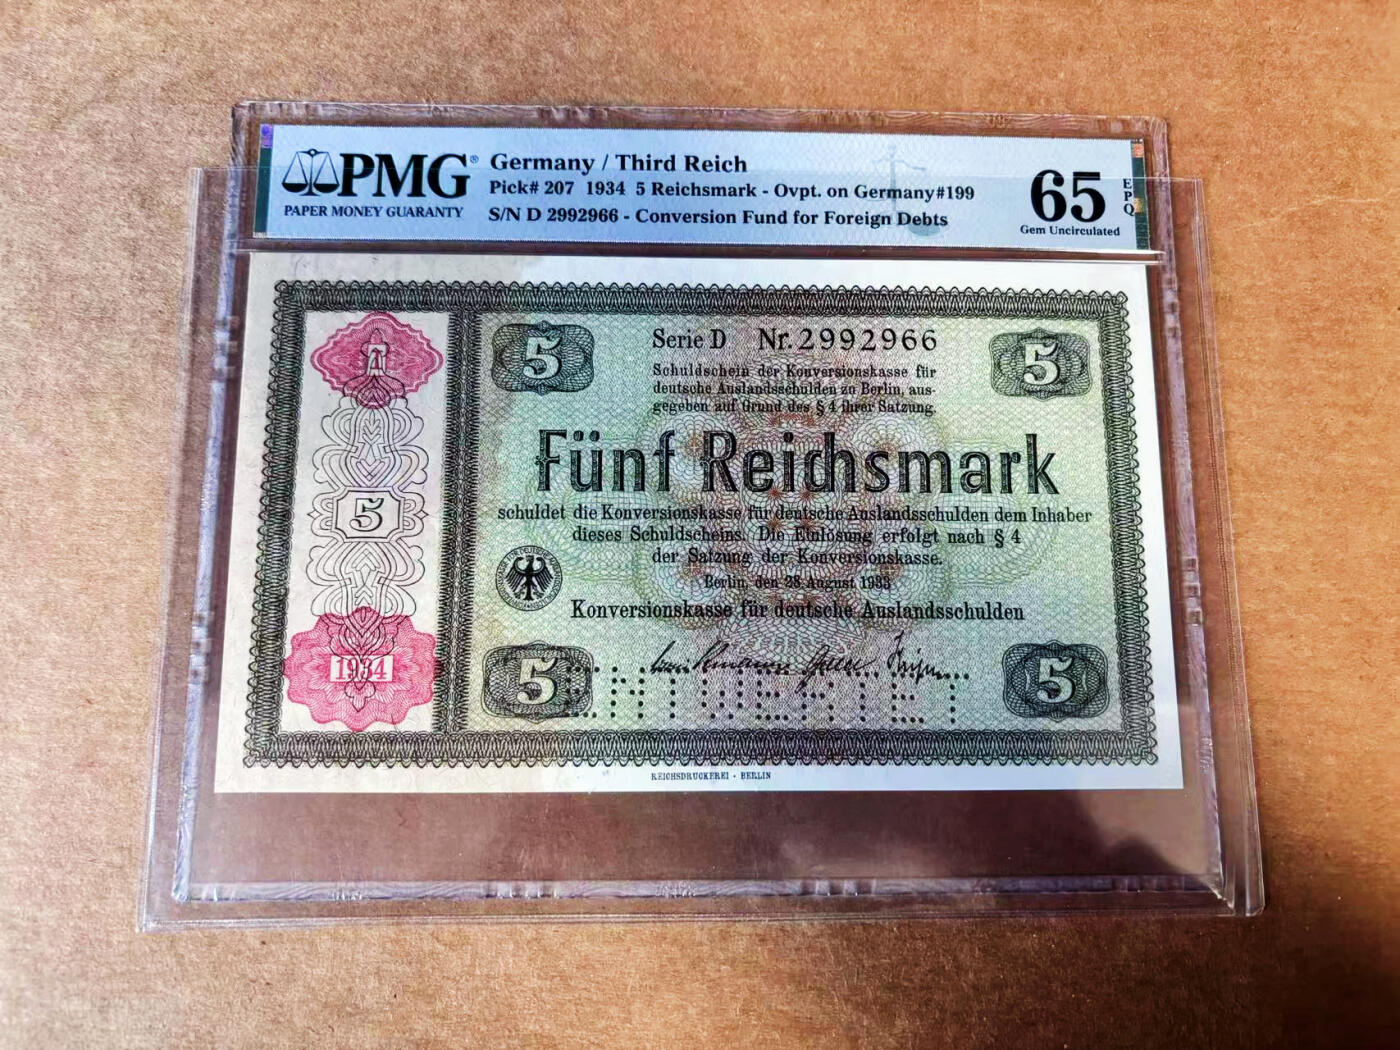 PMG®
PAPER MONEY GUARANTY
Germany / Third Reich
Pick# 207 1934 5 Reichsmark - Ovpt. on Germany#199
S/N D 2992966 - Conversion Fund for Foreign Debts
65
EPQ
Gem Uncirculated
5
Serie D Nr. 2992966
5
Schuldschein der Konversionskasse für
deutsche Auslandsschulden zu Berlin, aus-
gegeben auf Grund des § 4 ihrer Satzung.
Fünf Reichsmark
schuldet die Konversionskasse für deutsche Auslandsschulden dem Inhaber
dieses Schuldscheins. Die Einlösung erfolgt nach § 4
der Satzung der Konversionskasse.
Berlin, den 28. August 1933
Konversionskasse für deutsche Auslandsschulden
5
1934
5
ENTWERTET
5
REICHSDRUCKEREI · BERLIN